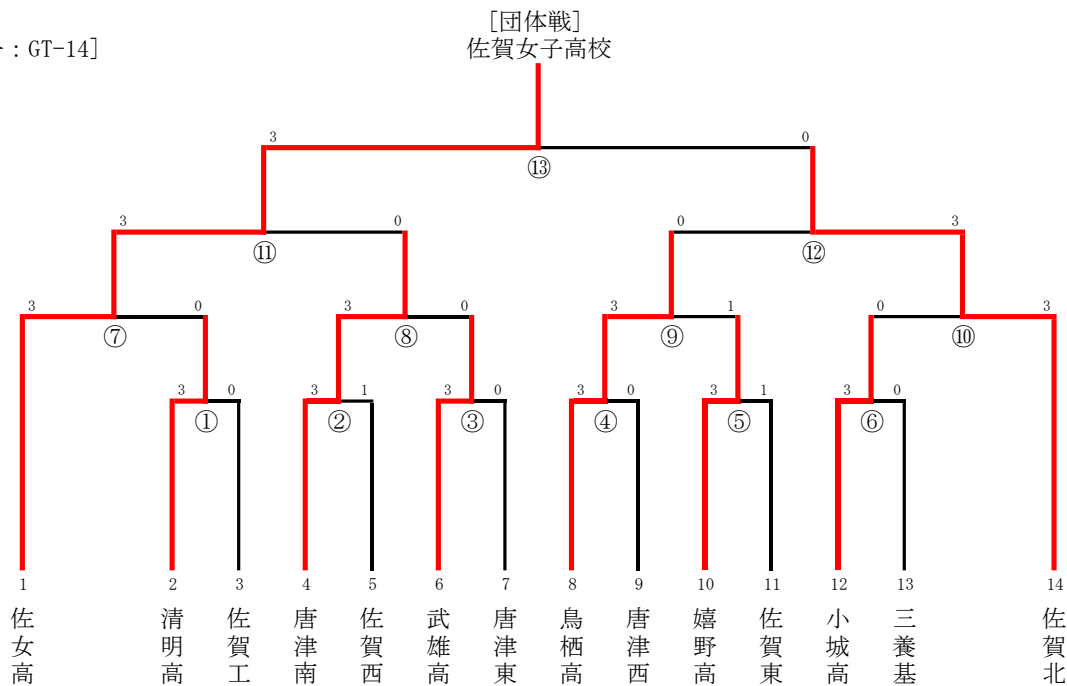 [団体戦]
: GT-14]
佐賀女子高校
3 0
⑬
3 0 0 3
⑪ ⑫
3 0 3 0 3 1 0 3
⑦ ⑧ ⑨ ⑩
3 0 3 1 3 0 3 0 3 1 3 0
① ② ③ ④ ⑤ ⑥
1 2 3 4 5 6 7 8 9 10 11 12 13 14
佐女高
清明高
佐賀工
唐津南
佐賀西
武雄高
唐津東
鳥栖高
唐津西
嬉野高
佐賀東
小城高
三養基
佐賀北